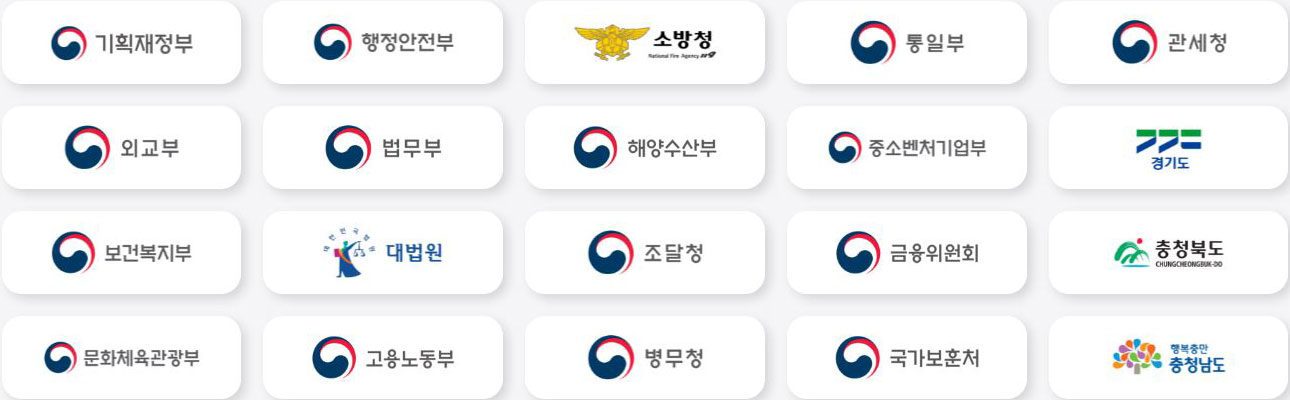 기획재정부
행정안전부
소방청
National Fire Agency 119
통일부
관세청
외교부
법무부
해양수산부
중소벤처기업부
경기도
보건복지부
대한민국법원
대법원
조달청
금융위원회
충청북도
CHUNGCHEONGBUK-DO
문화체육관광부
고용노동부
병무청
국가보훈처
행복충만
충청남도